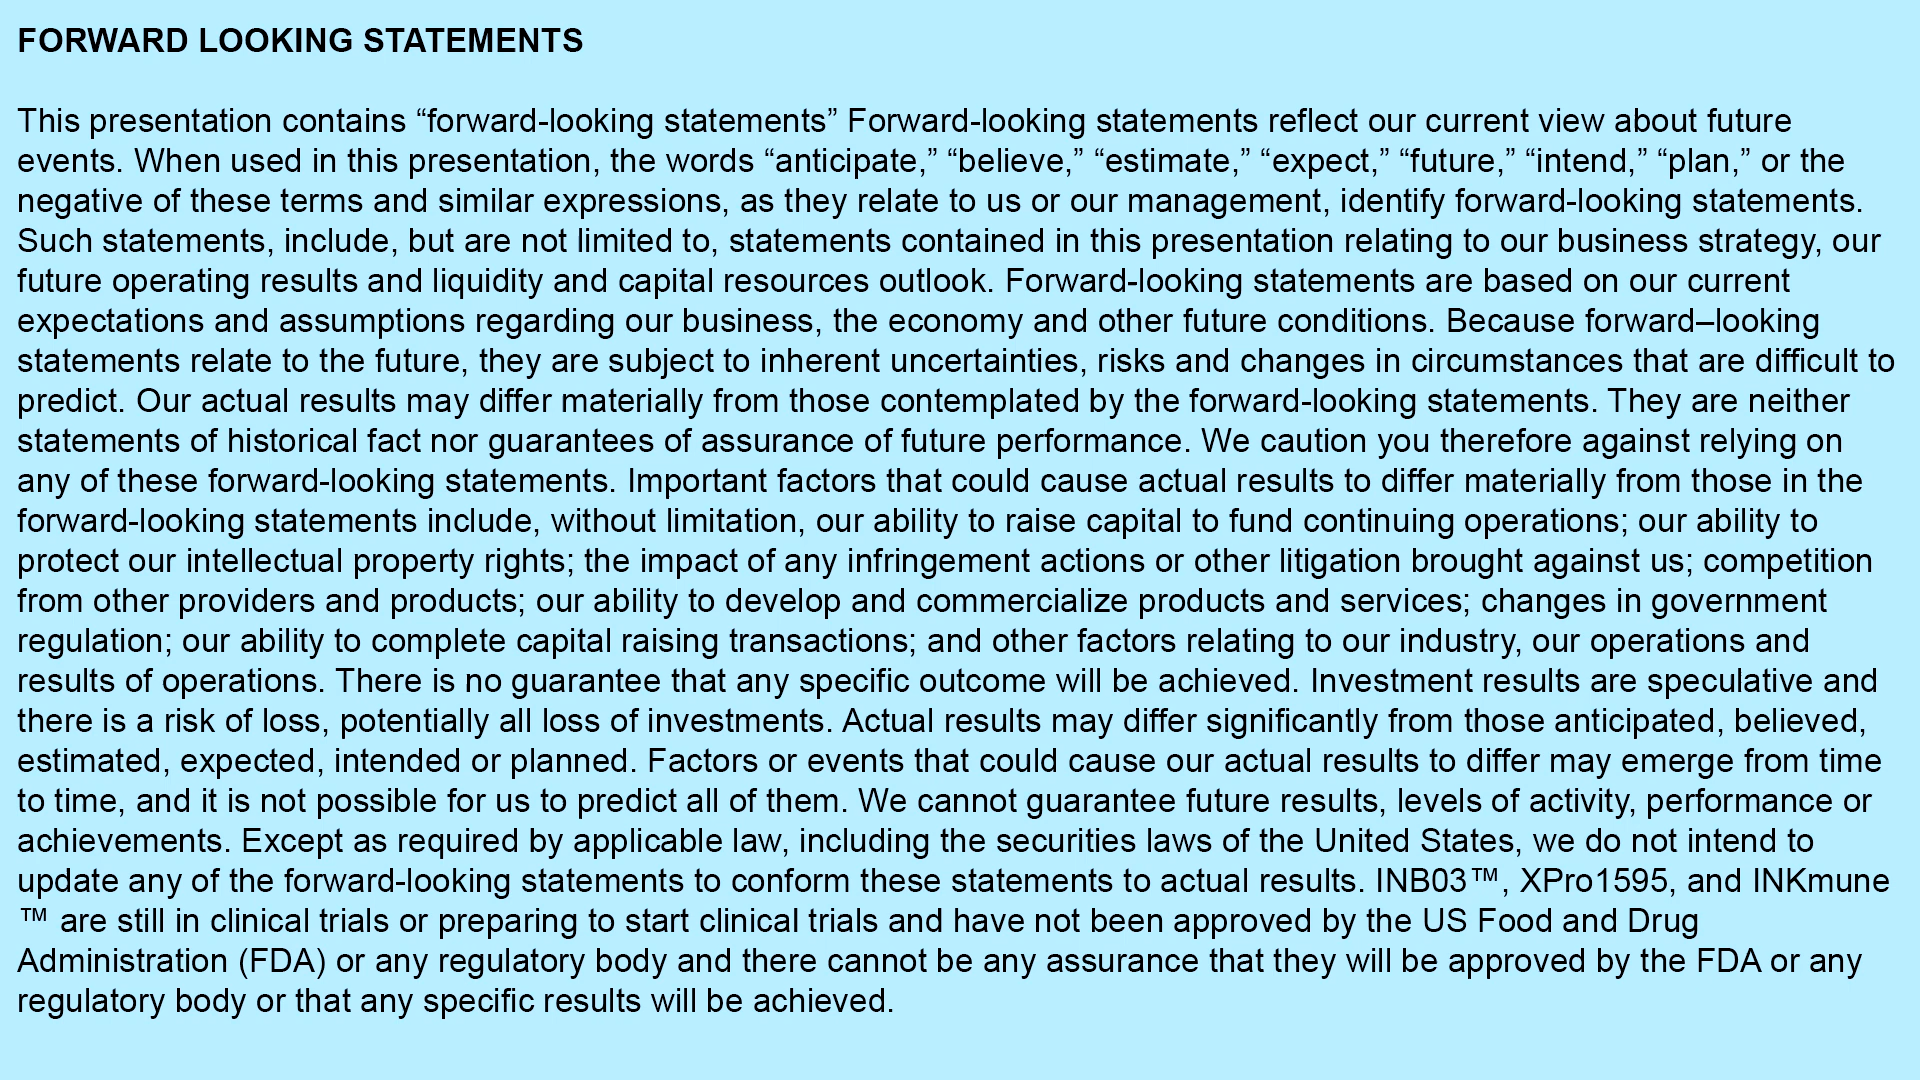 FORWARD LOOKING STATEMENTS
This presentation contains “forward-looking statements” Forward-looking statements reflect our current view about future
events. When used in this presentation, the words “anticipate,” “believe,” “estimate,” “expect,” “future,” “intend,” “plan,” or the
negative of these terms and similar expressions, as they relate to us or our management, identify forward-looking statements.
Such statements, include, but are not limited to, statements contained in this presentation relating to our business strategy, our
future operating results and liquidity and capital resources outlook. Forward-looking statements are based on our current
expectations and assumptions regarding our business, the economy and other future conditions. Because forward–looking
statements relate to the future, they are subject to inherent uncertainties, risks and changes in circumstances that are difficult to
predict. Our actual results may differ materially from those contemplated by the forward-looking statements. They are neither
statements of historical fact nor guarantees of assurance of future performance. We caution you therefore against relying on
any of these forward-looking statements. Important factors that could cause actual results to differ materially from those in the
forward-looking statements include, without limitation, our ability to raise capital to fund continuing operations; our ability to
protect our intellectual property rights; the impact of any infringement actions or other litigation brought against us; competition
from other providers and products; our ability to develop and commercialize products and services; changes in government
regulation; our ability to complete capital raising transactions; and other factors relating to our industry, our operations and
results of operations. There is no guarantee that any specific outcome will be achieved. Investment results are speculative and
there is a risk of loss, potentially all loss of investments. Actual results may differ significantly from those anticipated, believed,
estimated, expected, intended or planned. Factors or events that could cause our actual results to differ may emerge from time
to time, and it is not possible for us to predict all of them. We cannot guarantee future results, levels of activity, performance or
achievements. Except as required by applicable law, including the securities laws of the United States, we do not intend to
update any of the forward-looking statements to conform these statements to actual results. INB03™, XPro1595, and INKmune
™ are still in clinical trials or preparing to start clinical trials and have not been approved by the US Food and Drug
Administration (FDA) or any regulatory body and there cannot be any assurance that they will be approved by the FDA or any
regulatory body or that any specific results will be achieved.